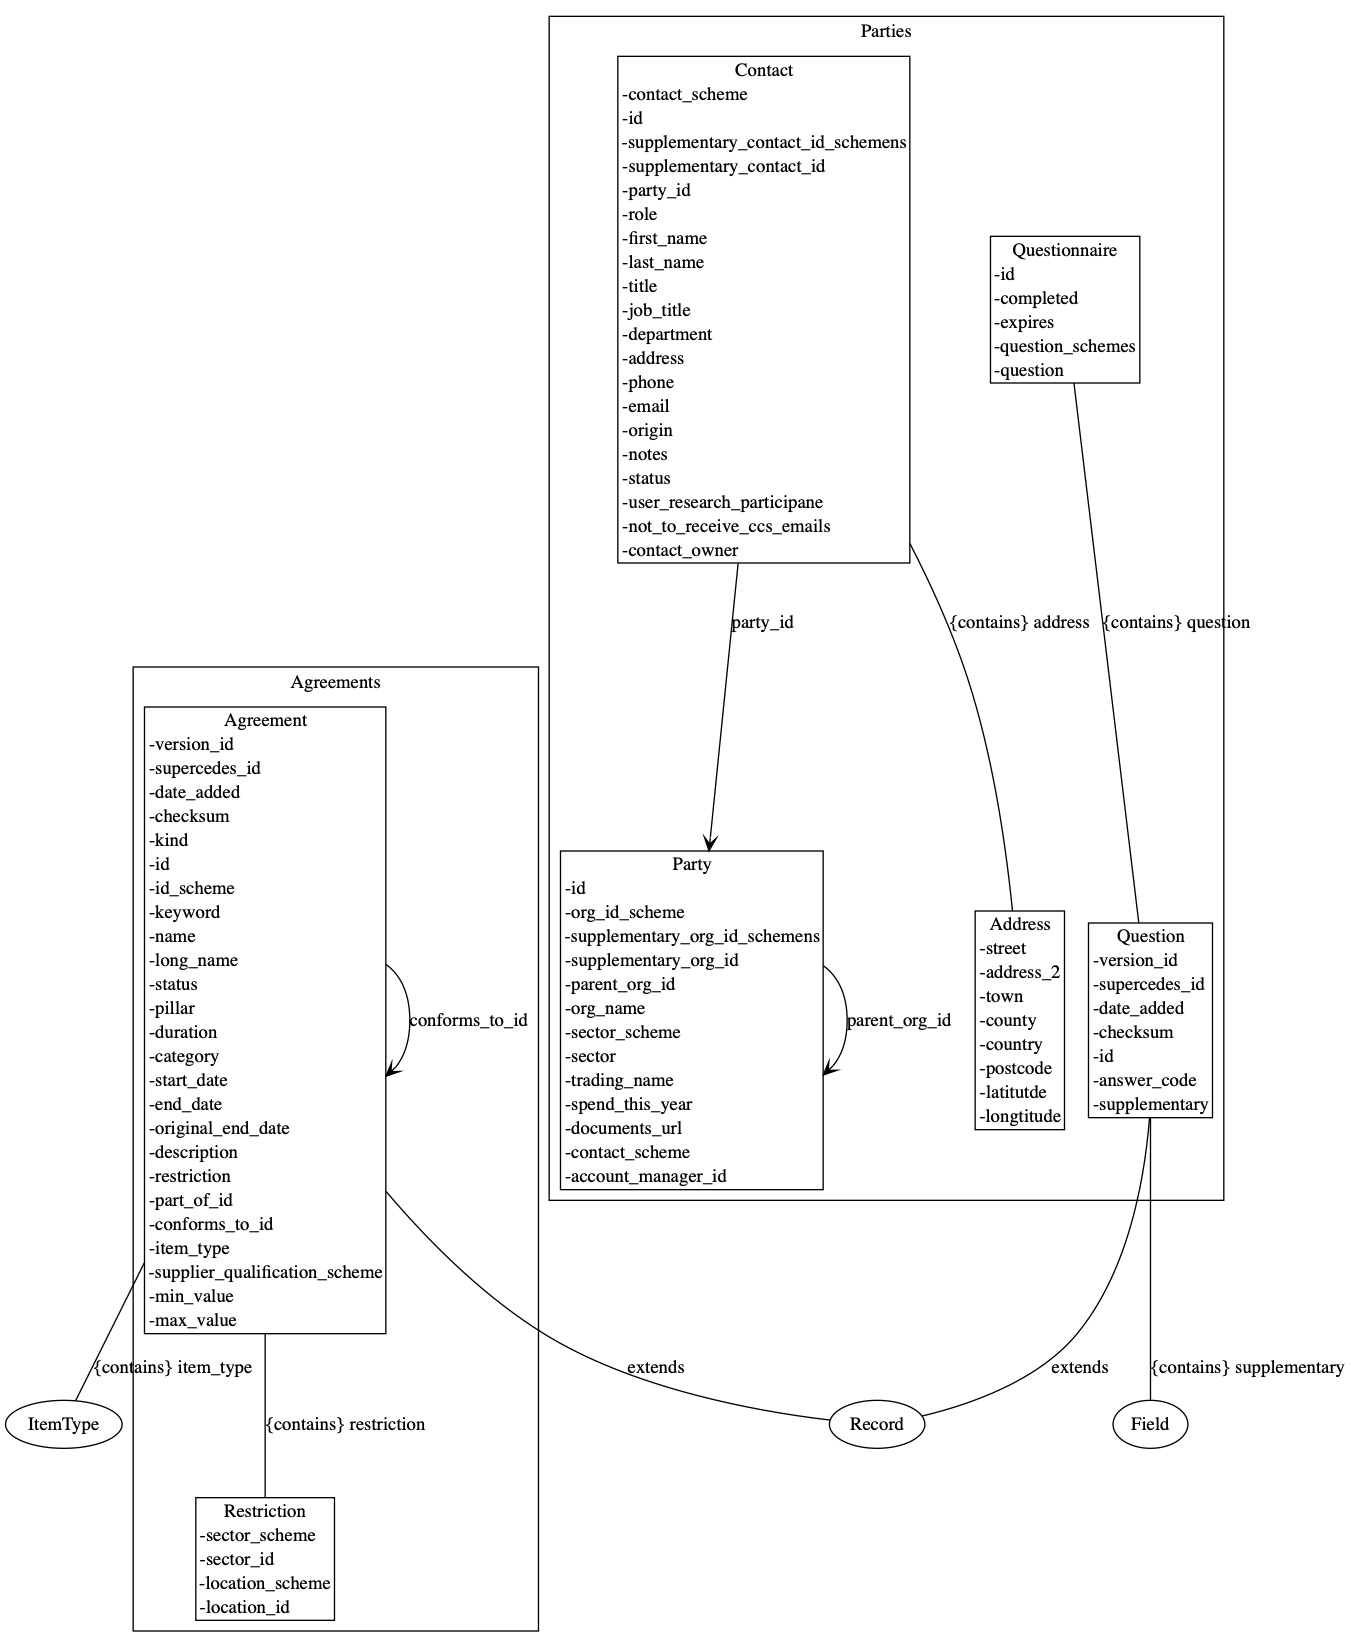 Parties
Contact
-contact_scheme
-id
-supplementary_contact_id_schemens
-supplementary_contact_id
-party_id
-role
-first_name
-last_name
-title
-job_title
-department
-address
-phone
-email
-origin
-notes
-status
-user_research_participane
-not_to_receive_ccs_emails
-contact_owner
Questionnaire
-id
-completed
-expires
-question_schemes
-question
party_id
{contains} address
{contains} question
Agreements
Agreement
-version_id
-supercedes_id
-date_added
-checksum
-kind
-id
-id_scheme
-keyword
-name
-long_name
-status
-pillar
-duration
-category
-start_date
-end_date
-original_end_date
-description
-restriction
-part_of_id
-conforms_to_id
-item_type
-supplier_qualification_scheme
-min_value
-max_value
conforms_to_id
Party
-id
-org_id_scheme
-supplementary_org_id_schemens
-supplementary_org_id
-parent_org_id
-org_name
-sector_scheme
-sector
-trading_name
-spend_this_year
-documents_url
-contact_scheme
-account_manager_id
parent_org_id
Address
-street
-address_2
-town
-county
-country
-postcode
-latitutde
-longtitude
Question
-version_id
-supercedes_id
-date_added
-checksum
-id
-answer_code
-supplementary
{contains} item_type
extends
extends
{contains} supplementary
ItemType
{contains} restriction
Record
Field
Restriction
-sector_scheme
-sector_id
-location_scheme
-location_id